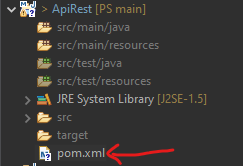 > ApiRest [PS main]
src/main/java
src/main/resources
src/test/java
src/test/resources
JRE System Library [J2SE-1.5]
src
target
pom.xml